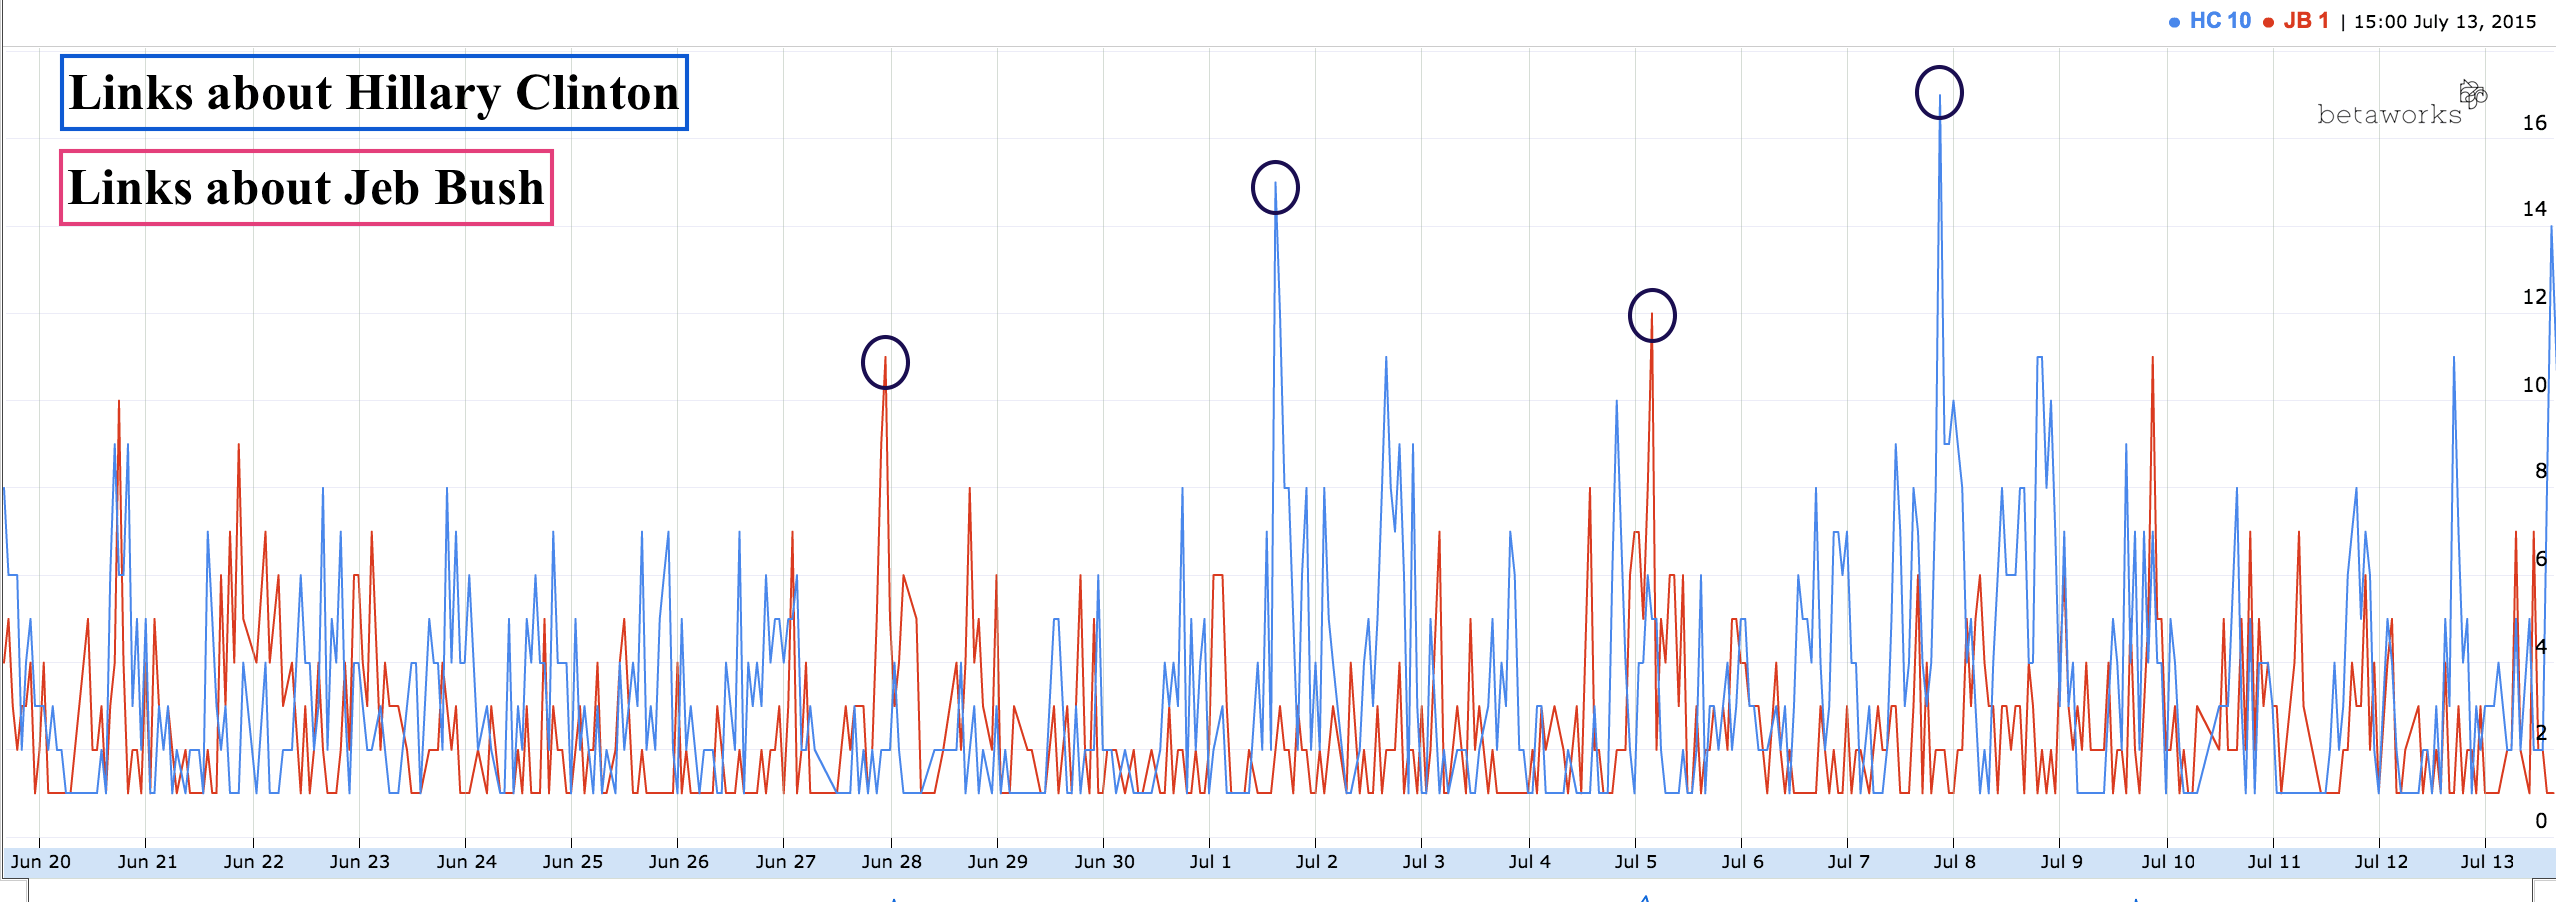 HC 10 JB 1 | 15:00 July 13, 2015
Links about Hillary Clinton
betaworks
Links about Jeb Bush
16
14
12
10
8
6
4
2
0
Jun 20 Jun 21 Jun 22 Jun 23 Jun 24 Jun 25 Jun 26 Jun 27 Jun 28 Jun 29 Jun 30 Jul 1 Jul 2 Jul 3 Jul 4 Jul 5 Jul 6 Jul 7 Jul 8 Jul 9 Jul 10 Jul 11 Jul 12 Jul 13